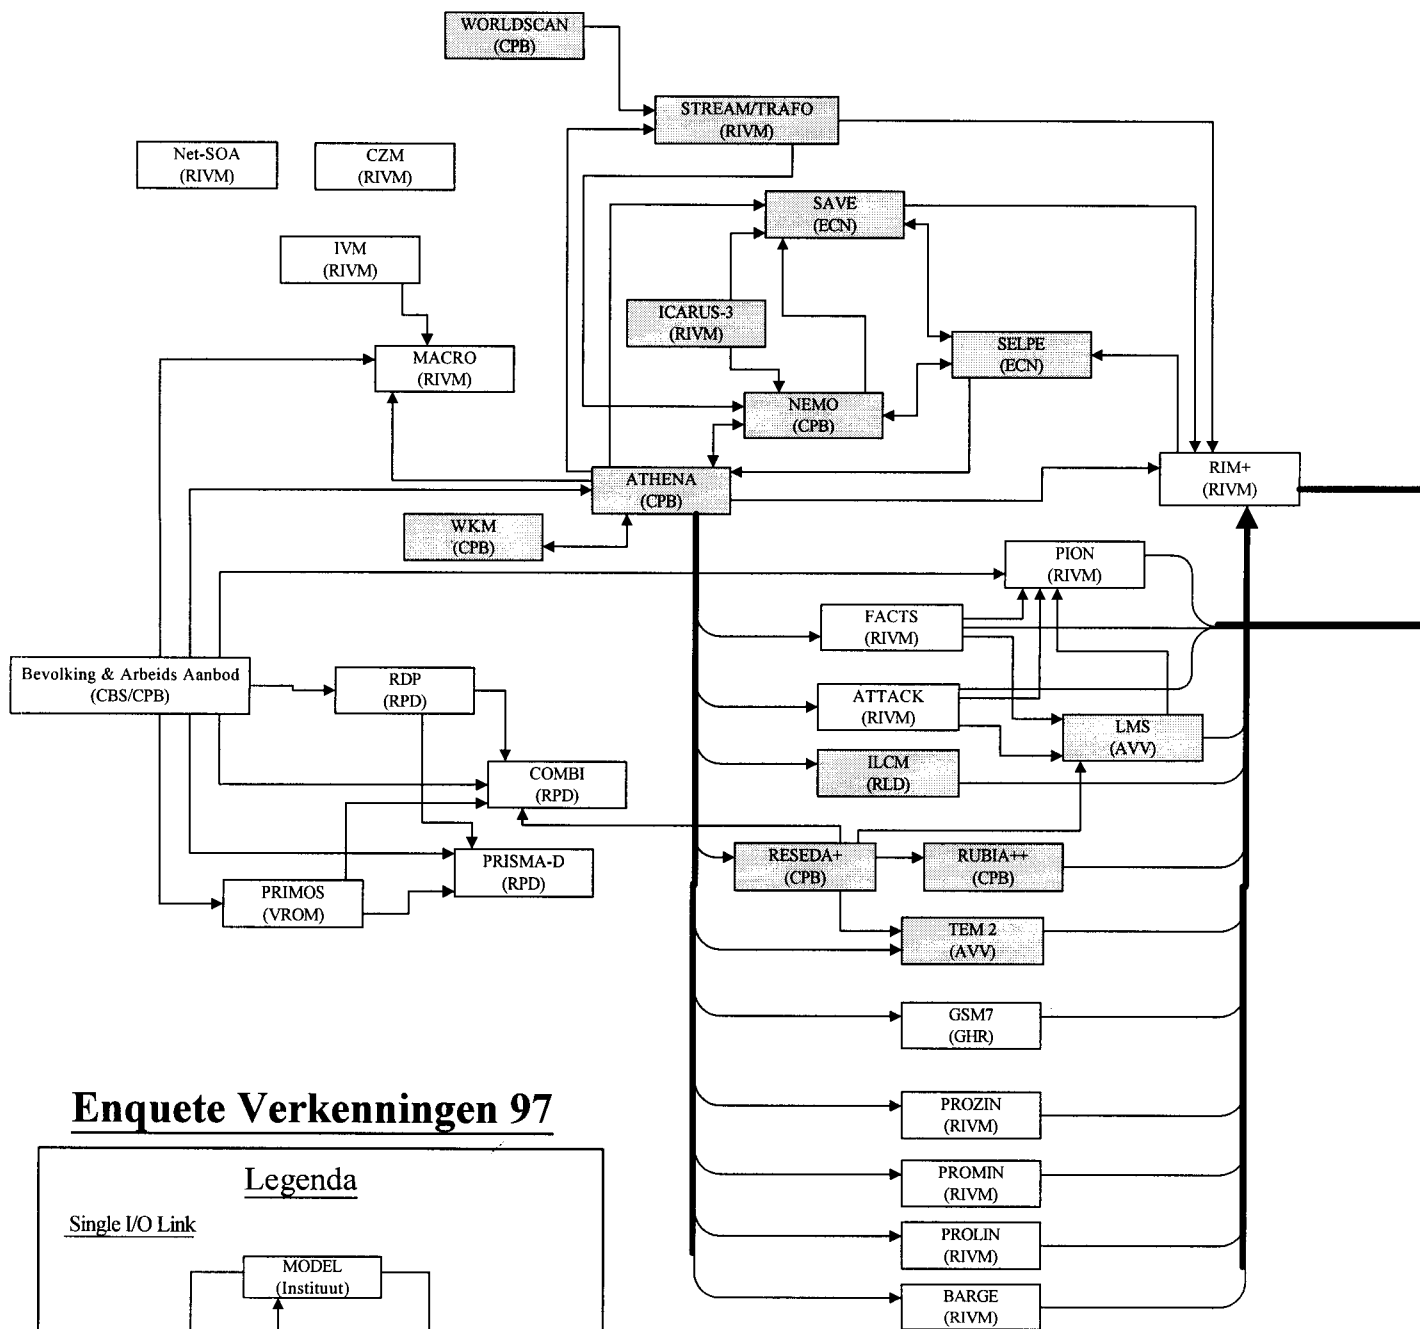 WORLDSCAN
(CPB)
STREAM/TRAFO
(RIVM)
Net-SOA
(RIVM)
CZM
(RIVM)
SAVE
(ECN)
IVM
(RIVM)
ICARUS-3
(RIVM)
SELPE
(ECN)
MACRO
(RIVM)
NEMO
(CPB)
RIM+
(RIVM)
ATHENA
(CPB)
WKM
(CPB)
PION
(RIVM)
FACTS
(RIVM)
Bevolking & Arbeids Aanbod
(CBS/CPB)
RDP
(RPD)
ATTACK
(RIVM)
LMS
(AVV)
ILCM
(RLD)
COMBI
(RPD)
RESEDA+
(CPB)
RUBIA++
(CPB)
PRISMA-D
(RPD)
PRIMOS
(VROM)
TEM 2
(AVV)
GSM7
(GHR)
Enquete Verkenningen 97
PROZIN
(RIVM)
Legenda
PROMIN
(RIVM)
Single I/O Link
PROLIN
(RIVM)
MODEL
(Instituut)
BARGE
(RIVM)